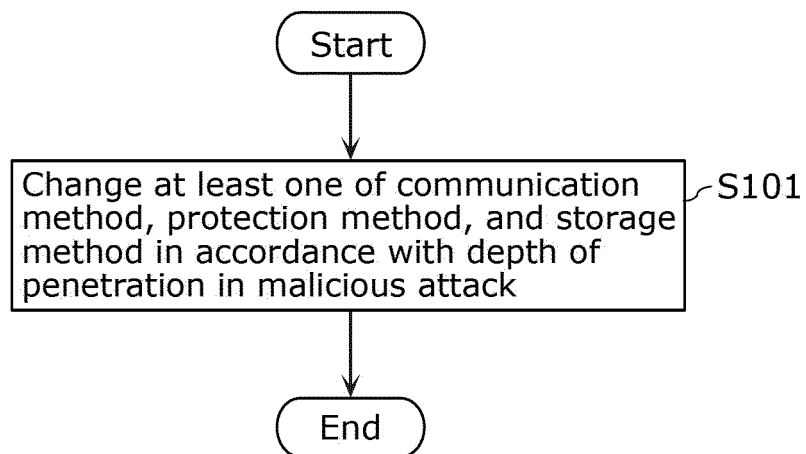 Start
Change at least one of communication
method, protection method, and storage
method in accordance with depth of
penetration in malicious attack
S101
End